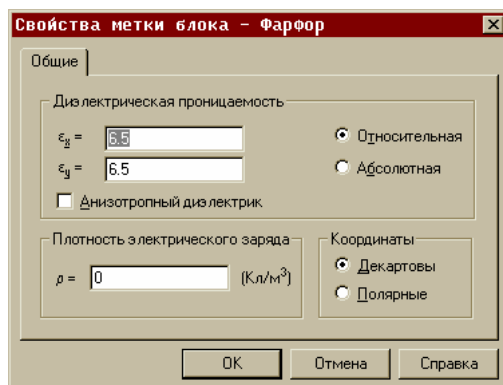 Свойства метки блока - Фарфор
Общие
Диэлектрическая проницаемость
εx = 6.5
Относительная
εy = 6.5
Абсолютная
Анизотропный диэлектрик
Плотность электрического заряда
ρ = 0 (Кл/м³)
Координаты
Декартовы
Полярные
OK Отмена Справка